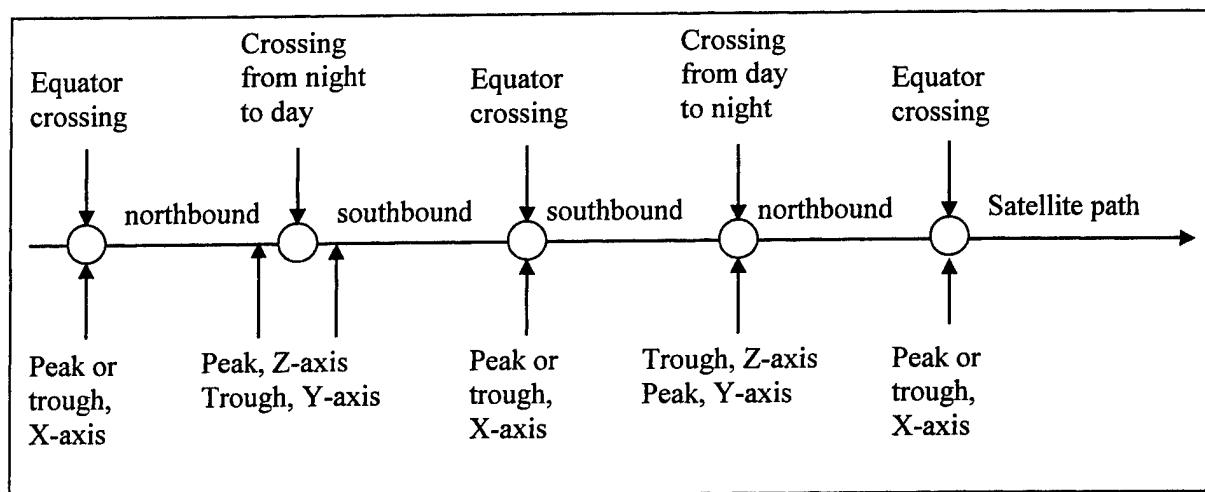 Crossing
from night
to day
Crossing
from day
to night
Equator
crossing
Equator
crossing
Equator
crossing
northbound
southbound
southbound
northbound
Satellite path
Peak or
trough,
X-axis
Peak, Z-axis
Trough, Y-axis
Peak or
trough,
X-axis
Trough, Z-axis
Peak, Y-axis
Peak or
trough,
X-axis